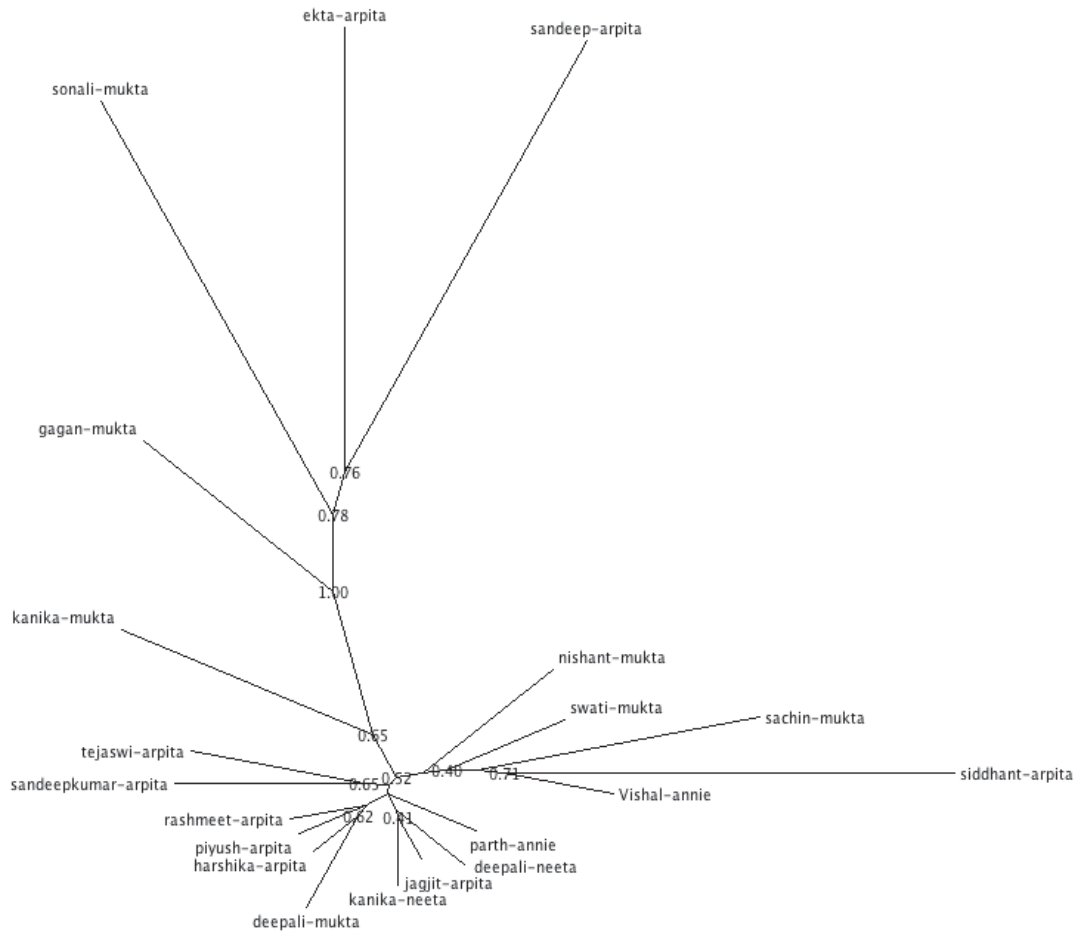 ekta-arpita
sandeep-arpita
sonali-mukta
gagan-mukta
0.76
0.78
1.00
kanika-mukta
nishant-mukta
swati-mukta
sachin-mukta
0.65
tejaswi-arpita
0.52
0.40
0.71
siddhant-arpita
sandeepkumar-arpita
0.65
Vishal-annie
rashmeet-arpita
0.62
0.41
piyush-arpita
parth-annie
harshika-arpita
deepali-neeta
jagjit-arpita
kanika-neeta
deepali-mukta